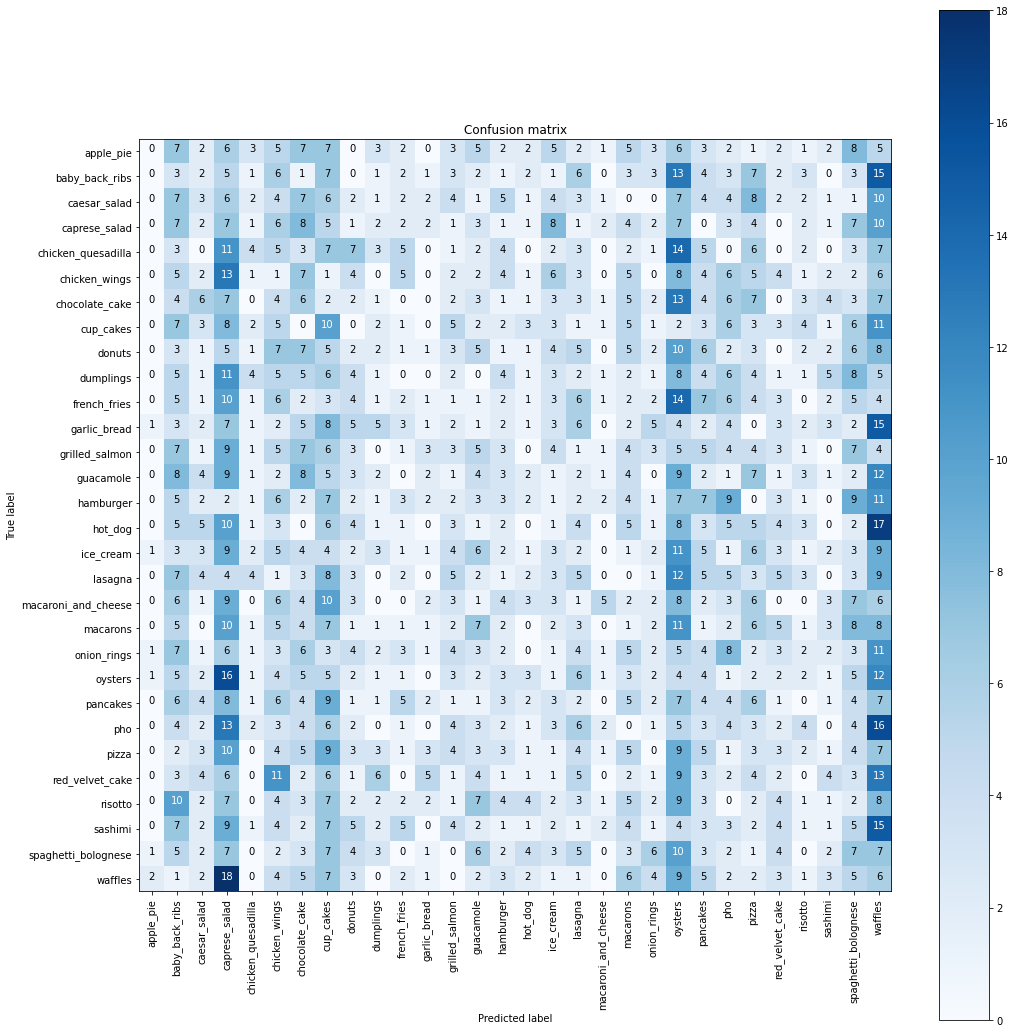 Confusion matrix
apple_pie 0 7 2 6 3 5 7 7 0 3 2 0 3 5 2 2 5 2 1 5 3 6 3 2 1 2 1 2 8 5
baby_back_ribs 0 3 2 5 1 6 1 7 0 1 2 1 3 2 1 2 1 6 0 3 3 13 4 3 7 2 3 0 3 15
caesar_salad 0 7 3 6 2 4 7 6 2 1 2 2 4 1 5 1 4 3 1 0 0 7 4 4 8 2 2 1 1 10
caprese_salad 0 7 2 7 1 6 8 5 1 2 2 2 1 3 1 1 8 1 2 4 2 7 0 3 4 0 2 1 7 10
chicken_quesadilla 0 3 0 11 4 5 3 7 7 3 5 0 1 2 4 0 2 3 0 2 1 14 5 0 6 0 2 0 3 7
chicken_wings 0 5 2 13 1 1 7 1 4 0 5 0 2 2 4 1 6 3 0 5 0 8 4 6 5 4 1 2 2 6
chocolate_cake 0 4 6 7 0 4 6 2 2 1 0 0 2 3 1 1 3 3 1 5 2 13 4 6 7 0 3 4 3 7
cup_cakes 0 7 3 8 2 5 0 10 0 2 1 0 5 2 2 3 3 1 1 5 1 2 3 6 3 3 4 1 6 11
donuts 0 3 1 5 1 7 7 5 2 2 1 1 3 5 1 1 4 5 0 5 2 10 6 2 3 0 2 2 6 8
dumplings 0 5 1 11 4 5 5 6 4 1 0 0 2 0 4 1 3 2 1 2 1 8 4 6 4 1 1 5 8 5
french_fries 0 5 1 10 1 6 2 3 4 1 2 1 1 1 2 1 3 6 1 2 2 14 7 6 4 3 0 2 5 4
garlic_bread 1 3 2 7 1 2 5 8 5 5 3 1 2 1 2 1 3 6 0 2 5 4 2 4 0 3 2 3 2 15
grilled_salmon 0 7 1 9 1 5 7 6 3 0 1 3 3 5 3 0 4 1 1 4 3 5 5 4 4 3 1 0 7 4
guacamole 0 8 4 9 1 2 8 5 3 2 0 2 1 4 3 2 1 2 1 4 0 9 2 1 7 1 3 1 2 12
hamburger 0 5 2 2 1 6 2 7 2 1 3 2 2 3 3 2 1 2 2 4 1 7 7 9 0 3 1 0 9 11
hot_dog 0 5 5 10 1 3 0 6 4 1 1 0 3 1 2 0 1 4 0 5 1 8 3 5 5 4 3 0 2 17
ice_cream 1 3 3 9 2 5 4 4 2 3 1 1 4 6 2 1 3 2 0 1 2 11 5 1 6 3 1 2 3 9
lasagna 0 7 4 4 4 1 3 8 3 0 2 0 5 2 1 2 3 5 0 0 1 12 5 5 3 5 3 0 3 9
macaroni_and_cheese 0 6 1 9 0 6 4 10 3 0 0 2 3 1 4 3 3 1 5 2 2 8 2 3 6 0 0 3 7 6
macarons 0 5 0 10 1 5 4 7 1 1 1 1 2 7 2 0 2 3 0 1 2 11 1 2 6 5 1 3 8 8
onion_rings 1 7 1 6 1 3 6 3 4 2 3 1 4 3 2 0 1 4 1 5 2 5 4 8 2 3 2 2 3 11
oysters 1 5 2 16 1 4 5 5 2 1 1 0 3 2 3 3 1 6 1 3 2 4 4 1 2 2 2 1 5 12
pancakes 0 6 4 8 1 6 4 9 1 1 5 2 1 1 3 2 3 2 0 5 2 7 4 4 6 1 0 1 4 7
pho 0 4 2 13 2 3 4 6 2 0 1 0 4 3 2 1 6 2 0 1 5 3 4 3 2 4 0 4 16
pizza 0 2 3 10 0 4 5 9 3 3 1 3 4 3 3 1 1 4 1 5 0 9 5 1 3 3 2 1 4 7
red_velvet_cake 0 3 4 6 0 11 2 6 1 6 0 5 1 4 1 1 1 5 0 2 1 9 3 2 4 2 0 4 3 13
risotto 0 10 2 7 0 4 3 7 2 2 2 2 1 7 4 4 2 3 1 5 2 9 3 0 2 4 1 1 2 8
sashimi 0 7 2 9 1 4 2 7 5 2 5 0 4 2 1 1 2 1 2 4 1 4 3 3 2 4 1 1 5 15
spaghetti_bolognese 1 5 2 7 0 2 3 7 4 3 0 1 0 6 2 4 3 5 0 3 6 10 3 2 1 4 0 2 7 7
waffles 2 1 2 18 0 4 5 7 3 0 2 1 0 2 3 2 1 1 0 6 4 9 5 2 2 3 1 3 5 6
True label
apple_pie
baby_back_ribs
caesar_salad
caprese_salad
chicken_quesadilla
chicken_wings
chocolate_cake
cup_cakes
donuts
dumplings
french_fries
garlic_bread
grilled_salmon
guacamole
hamburger
hot_dog
ice_cream
lasagna
macaroni_and_cheese
macarons
onion_rings
oysters
pancakes
pho
pizza
red_velvet_cake
risotto
sashimi
spaghetti_bolognese
waffles
Predicted label
18
16
14
12
10
8
6
4
2
0